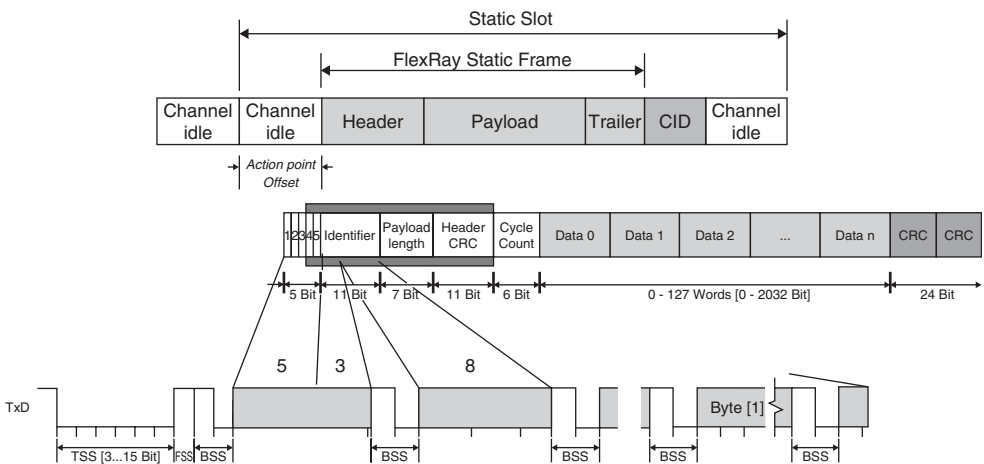 Static Slot
FlexRay Static Frame
Channel idle
Channel idle
Header
Payload
Trailer
CID
Channel idle
Action point
Offset
1 2 3 4 5
Identifier
Payload length
Header CRC
Cycle Count
Data 0
Data 1
Data 2
...
Data n
CRC
CRC
5 Bit
11 Bit
7 Bit
11 Bit
6 Bit
0 - 127 Words [0 - 2032 Bit]
24 Bit
5
3
8
TxD
Byte [1]
TSS [3...15 Bit]
FSS
BSS
BSS
BSS
BSS
BSS